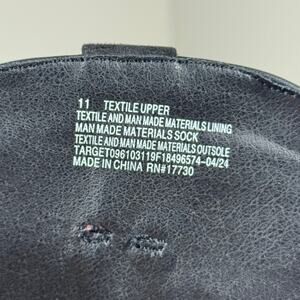 11 TEXTILE UPPER
TEXTILE AND MAN MADE MATERIALS LINING
MAN MADE MATERIALS SOCK
TEXTILE AND MAN MADE MATERIALS OUTSOLE
TARGET096103119F18496574-04/24
MADE IN CHINA RN#17730